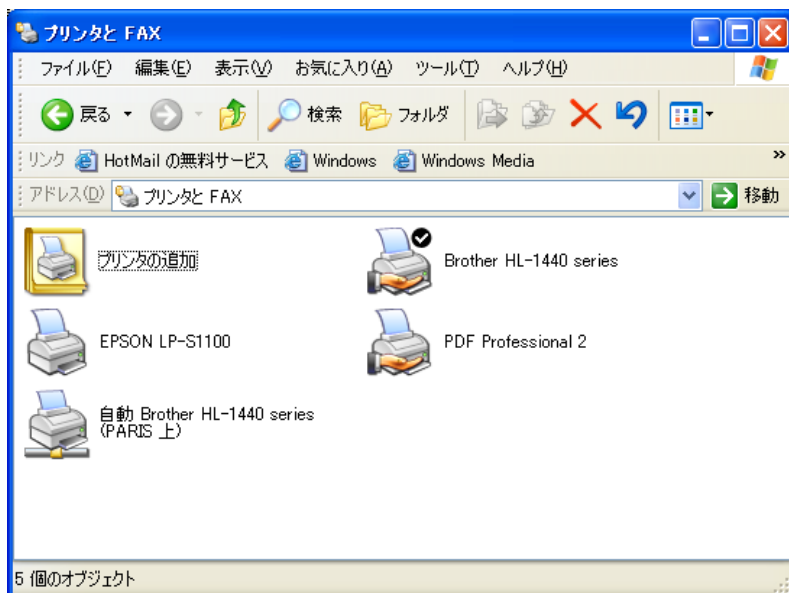 プリンタと FAX
ファイル(F) 編集(E) 表示(V) お気に入り(A) ツール(T) ヘルプ(H)
戻る 検索 フォルダ
リンク HotMail の無料サービス Windows Windows Media »
アドレス(D) プリンタと FAX 移動
プリンタの追加 Brother HL-1440 series
EPSON LP-S1100 PDF Professional 2
自動 Brother HL-1440 series
(PARIS 上)
5 個のオブジェクト